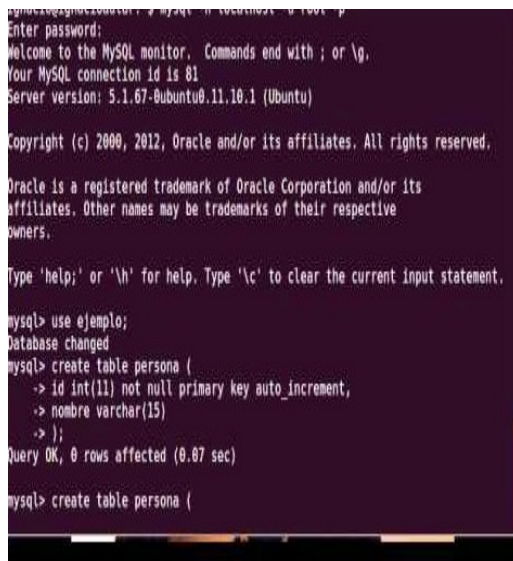 $ mysql -h localhost -u root -p
Enter password:
Welcome to the MySQL monitor.  Commands end with ; or \g.
Your MySQL connection id is 81
Server version: 5.1.67-0ubuntu0.11.10.1 (Ubuntu)
Copyright (c) 2000, 2012, Oracle and/or its affiliates. All rights reserved.
Oracle is a registered trademark of Oracle Corporation and/or its
affiliates. Other names may be trademarks of their respective
owners.
Type 'help;' or '\h' for help. Type '\c' to clear the current input statement.
mysql> use ejemplo;
Database changed
mysql> create table persona (
    -> id int(11) not null primary key auto_increment,
    -> nombre varchar(15)
    -> );
Query OK, 0 rows affected (0.07 sec)
mysql> create table persona (